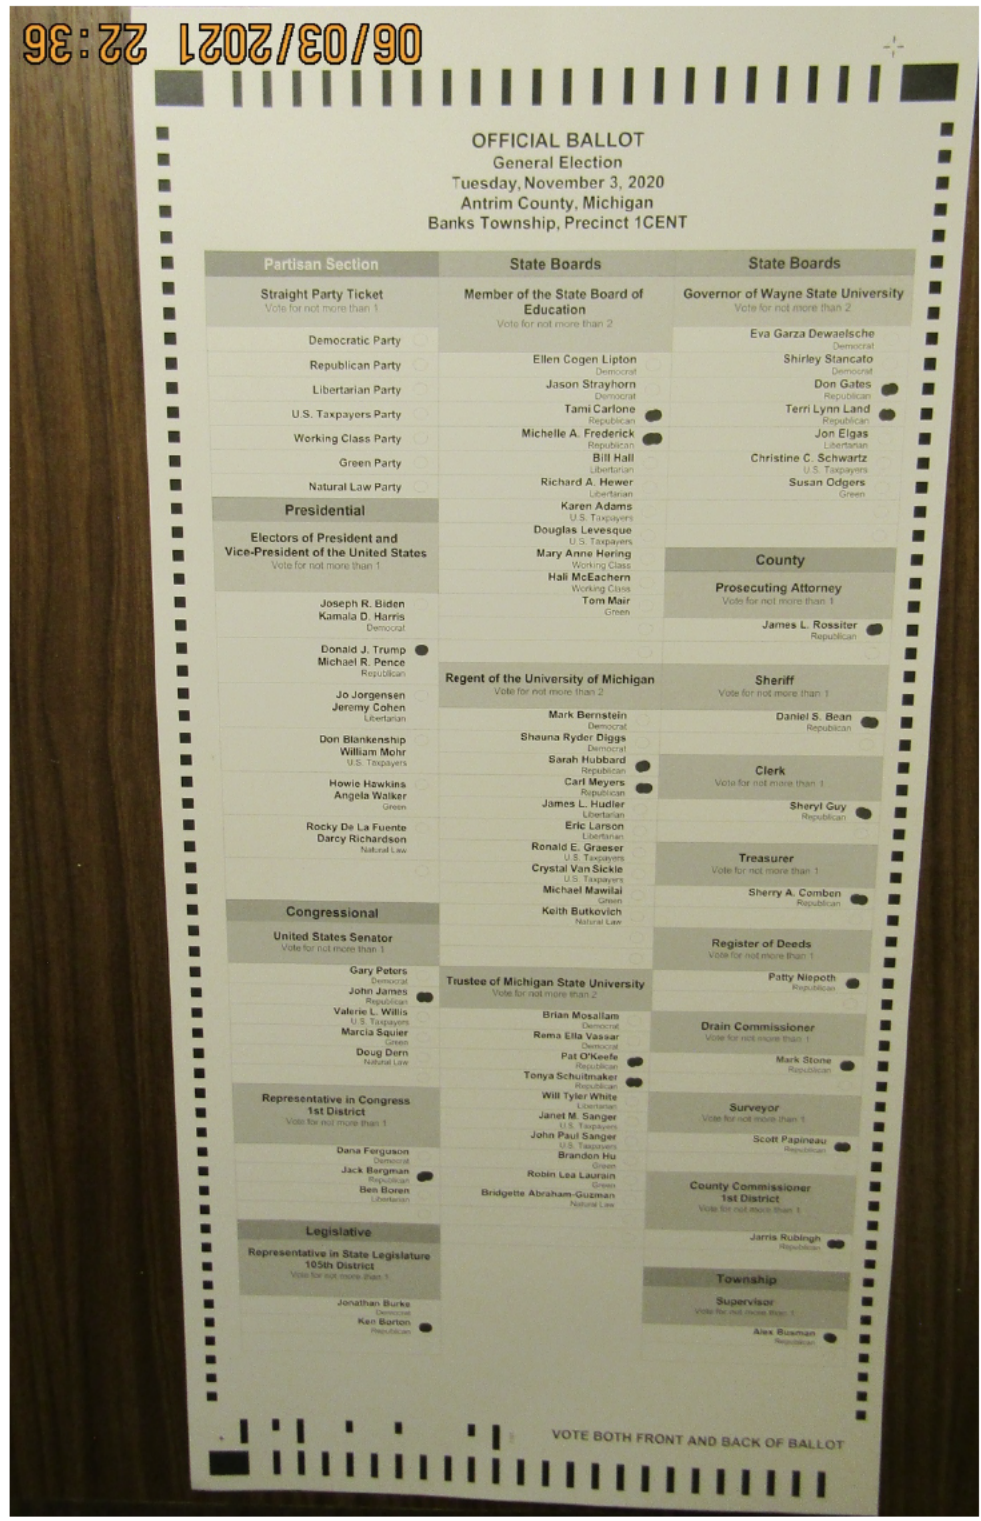 06/03/2021 22:36
OFFICIAL BALLOT
General Election
Tuesday, November 3, 2020
Antrim County, Michigan
Banks Township, Precinct 1CENT
Partisan Section
Straight Party Ticket
Vote for not more than 1
Democratic Party
Republican Party
Libertarian Party
U.S. Taxpayers Party
Working Class Party
Green Party
Natural Law Party
Presidential
Electors of President and
Vice-President of the United States
Vote for not more than 1
Joseph R. Biden
Kamala D. Harris
Democrat
Donald J. Trump
Michael R. Pence
Republican
Jo Jorgensen
Jeremy Cohen
Libertarian
Don Blankenship
William Mohr
U.S. Taxpayers
Howie Hawkins
Angela Walker
Green
Rocky De La Fuente
Darcy Richardson
Natural Law
Congressional
United States Senator
Vote for not more than 1
Gary Peters
Democrat
John James
Republican
Valerie L. Willis
U.S. Taxpayers
Marcia Squier
Green
Doug Dern
Natural Law
Representative in Congress
1st District
Vote for not more than 1
Dana Ferguson
Democrat
Jack Bergman
Republican
Ben Boren
Libertarian
Legislative
Representative in State Legislature
105th District
Vote for not more than 1
Jonathan Burke
Democrat
Ken Borton
Republican
State Boards
Member of the State Board of
Education
Vote for not more than 2
Ellen Cogen Lipton
Democrat
Jason Strayhorn
Democrat
Tami Carlone
Republican
Michelle A. Frederick
Republican
Bill Hall
Libertarian
Richard A. Hewer
Libertarian
Karen Adams
U.S. Taxpayers
Douglas Levesque
U.S. Taxpayers
Mary Anne Hering
Working Class
Hali McEachern
Working Class
Tom Mair
Green
Regent of the University of Michigan
Vote for not more than 2
Mark Bernstein
Democrat
Shauna Ryder Diggs
Democrat
Sarah Hubbard
Republican
Carl Meyers
Republican
James L. Hudler
Libertarian
Eric Larson
Libertarian
Ronald E. Graeser
U.S. Taxpayers
Crystal Van Sickle
U.S. Taxpayers
Michael Mawilai
Green
Keith Butkovich
Natural Law
Trustee of Michigan State University
Vote for not more than 2
Brian Mosallam
Democrat
Rema Ella Vassar
Democrat
Pat O'Keefe
Republican
Tonya Schuitmaker
Republican
Will Tyler White
Libertarian
Janet M. Sanger
U.S. Taxpayers
John Paul Sanger
U.S. Taxpayers
Brandon Hu
Green
Robin Lea Laurain
Green
Bridgette Abraham-Guzman
Natural Law
State Boards
Governor of Wayne State University
Vote for not more than 2
Eva Garza Dewaelsche
Democrat
Shirley Stancato
Democrat
Don Gates
Republican
Terri Lynn Land
Republican
Jon Elgas
Libertarian
Christine C. Schwartz
U.S. Taxpayers
Susan Odgers
Green
County
Prosecuting Attorney
Vote for not more than 1
James L. Rossiter
Republican
Sheriff
Vote for not more than 1
Daniel S. Bean
Republican
Clerk
Vote for not more than 1
Sheryl Guy
Republican
Treasurer
Vote for not more than 1
Sherry A. Comben
Republican
Register of Deeds
Vote for not more than 1
Patty Niepoth
Republican
Drain Commissioner
Vote for not more than 1
Mark Stone
Republican
Surveyor
Vote for not more than 1
Scott Papineau
Republican
County Commissioner
1st District
Vote for not more than 1
Jarris Rubingh
Republican
Township
Supervisor
Vote for not more than 1
Alex Busman
Republican
VOTE BOTH FRONT AND BACK OF BALLOT